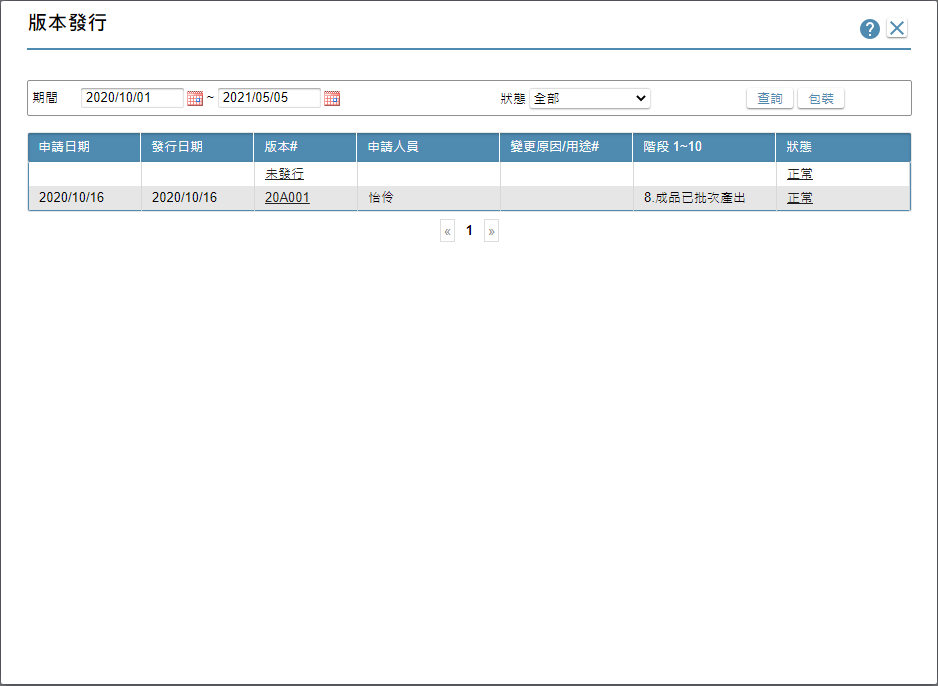 版本發行
?
期間 2020/10/01 ~ 2021/05/05 狀態 全部 查詢 包裝
申請日期 發行日期 版本# 申請人員 變更原因/用途# 階段 1~10 狀態
未發行 正常
2020/10/16 2020/10/16 20A001 怡伶 8.成品已批次產出 正常
« 1 »